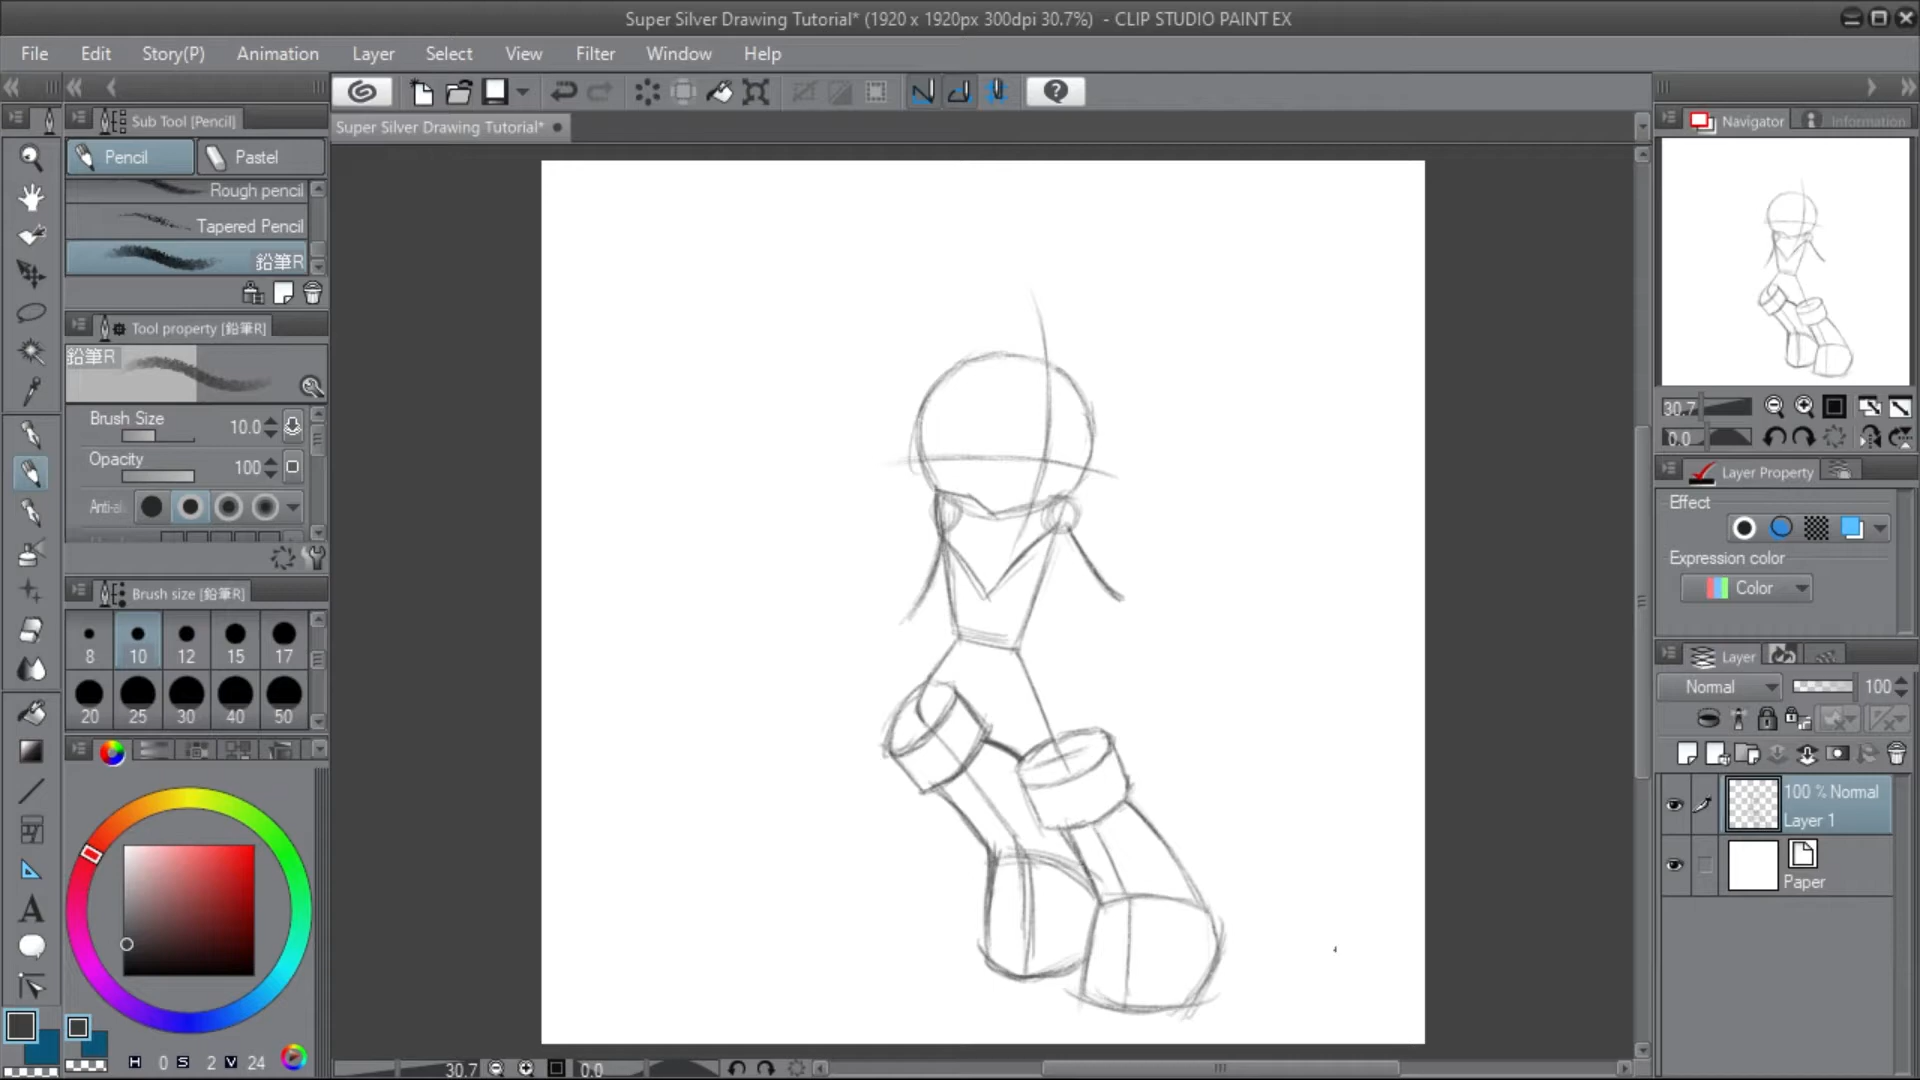 Super Silver Drawing Tutorial* (1920 x 1920px 300dpi 30.7%) - CLIP STUDIO PAINT EX
File Edit Story(P) Animation Layer Select View Filter Window Help
Sub Tool [Pencil]
Super Silver Drawing Tutorial*
Navigator
Information
Pencil
Pastel
Rough pencil
Tapered Pencil
鉛筆R
Tool property [鉛筆R]
鉛筆R
Brush Size 10.0
Opacity 100
Anti-al
Brush size [鉛筆R]
8 10 12 15 17
20 25 30 40 50
H 0 S 2 V 24
30.7 0.0
30.7
0.0
Layer Property
Effect
Expression color
Color
Layer
Normal 100
100 % Normal
Layer 1
Paper